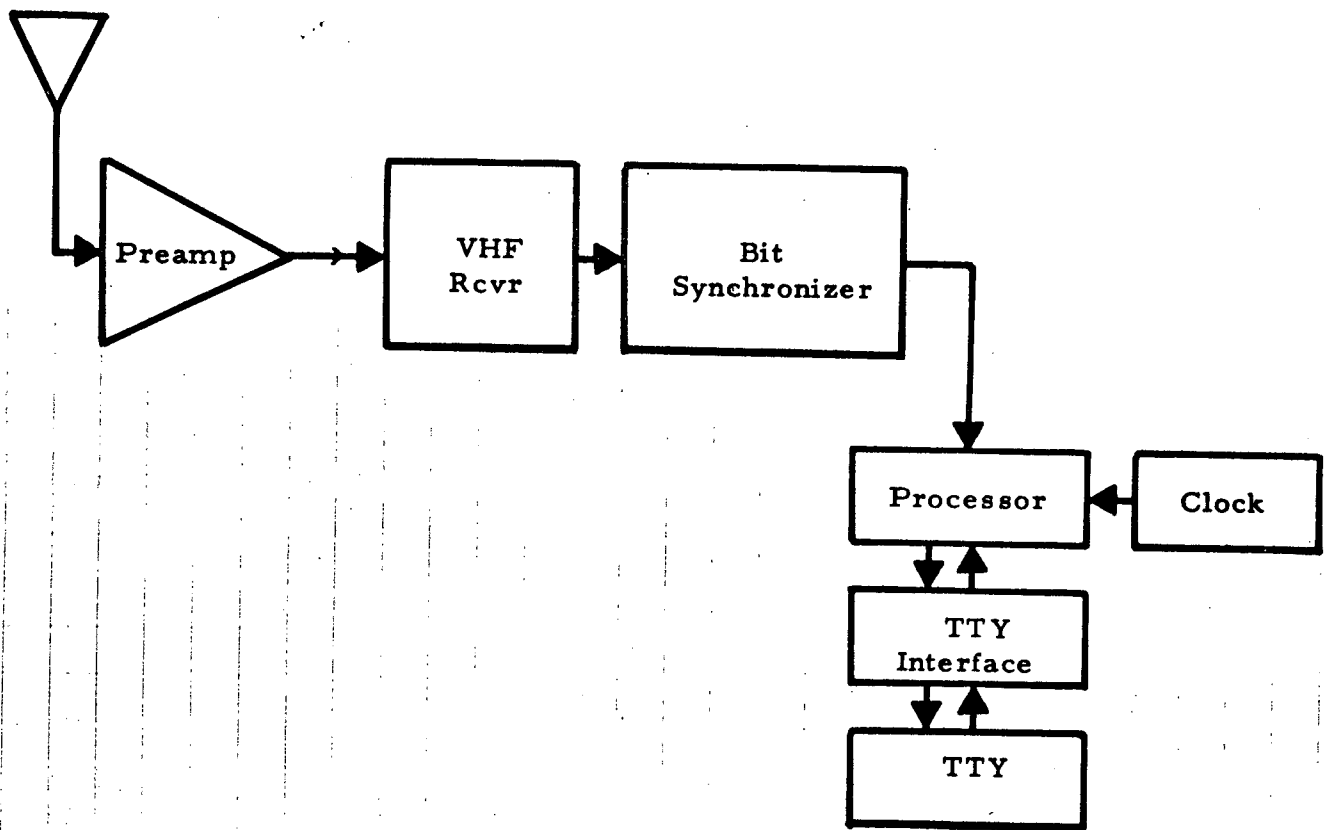 Preamp
VHF
Rcvr
Bit
Synchronizer
Processor
Clock
TTY
Interface
TTY